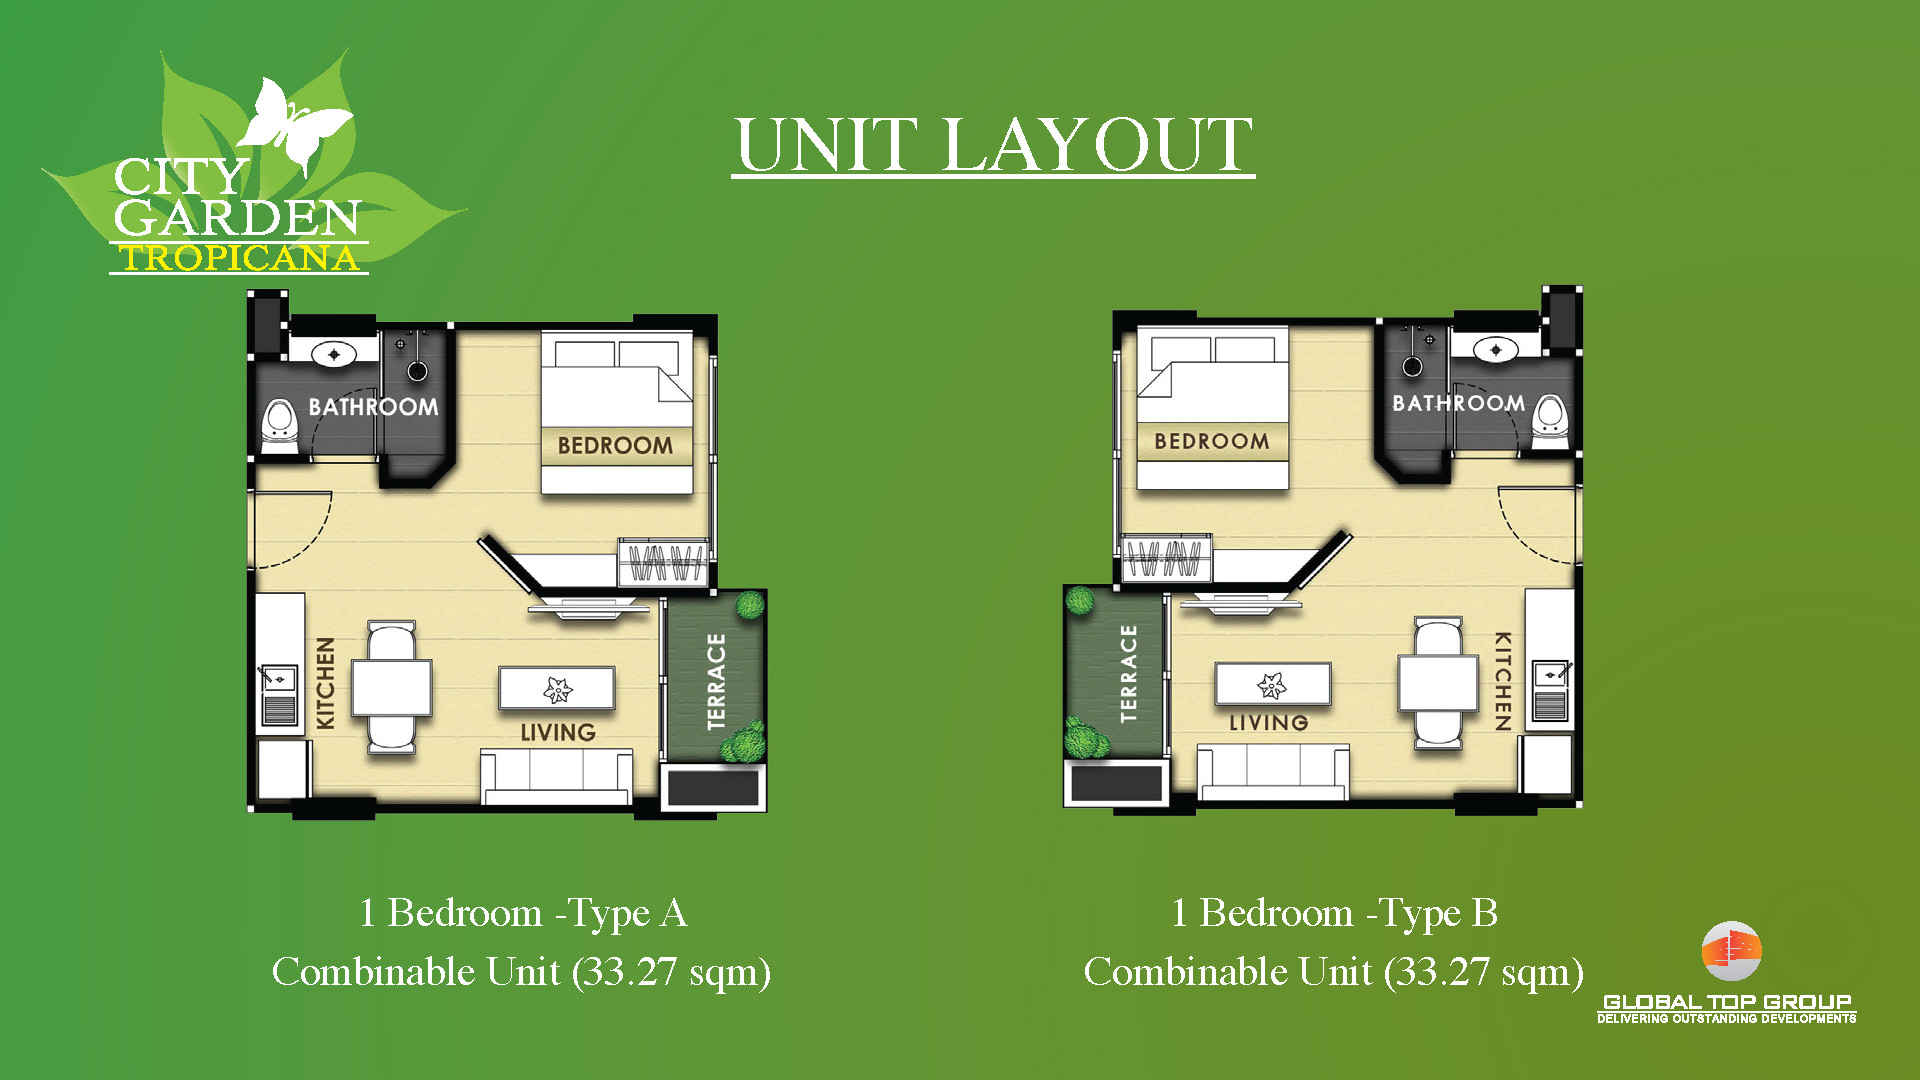 CITY
GARDEN
TROPICANA
UNIT LAYOUT
BATHROOM
BEDROOM
KITCHEN
LIVING
TERRACE
BEDROOM
BATHROOM
TERRACE
LIVING
KITCHEN
1 Bedroom -Type A
Combinable Unit (33.27 sqm)
1 Bedroom -Type B
Combinable Unit (33.27 sqm)
GLOBAL TOP GROUP
DELIVERING OUTSTANDING DEVELOPMENTS